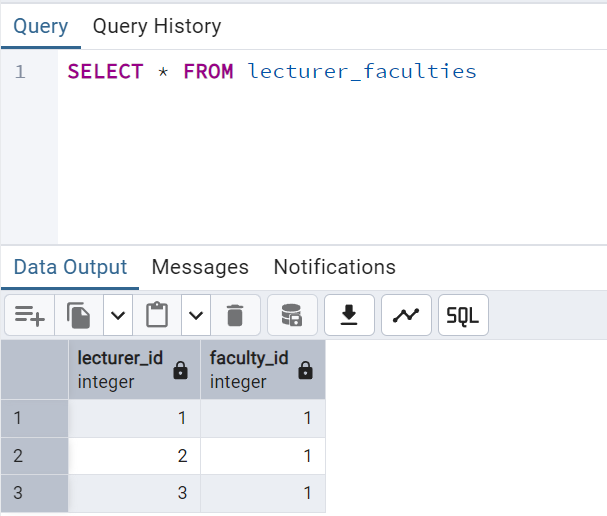 Query Query History
1 SELECT * FROM lecturer_faculties
Data Output Messages Notifications
SQL
lecturer_id faculty_id
integer integer
1 1 1
2 2 1
3 3 1